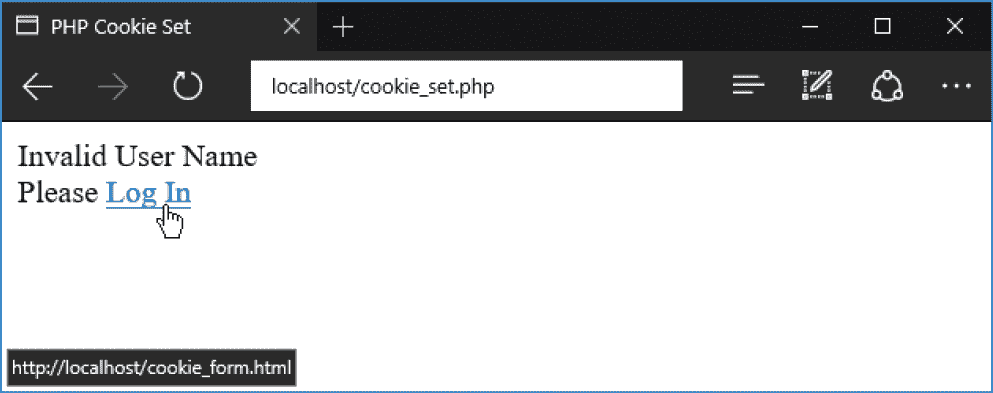 PHP Cookie Set
localhost/cookie_set.php
Invalid User Name
Please Log In
http://localhost/cookie_form.html